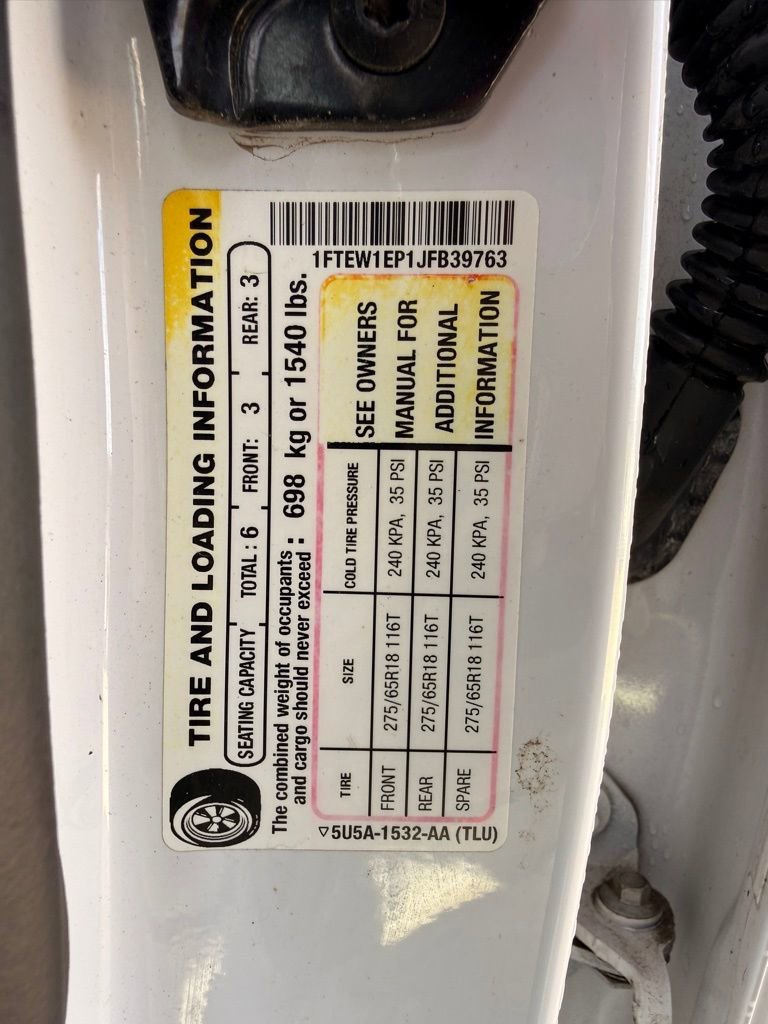 TIRE AND LOADING INFORMATION
SEATING CAPACITY TOTAL : 6 FRONT: 3 REAR: 3
The combined weight of occupants
and cargo should never exceed : 698 kg or 1540 lbs.
1FTEW1EP1JFB39763
TIRE SIZE COLD TIRE PRESSURE
FRONT 275/65R18 116T 240 KPA, 35 PSI
REAR 275/65R18 116T 240 KPA, 35 PSI
SPARE 275/65R18 116T 240 KPA, 35 PSI
SEE OWNERS
MANUAL FOR
ADDITIONAL
INFORMATION
▽5U5A-1532-AA (TLU)